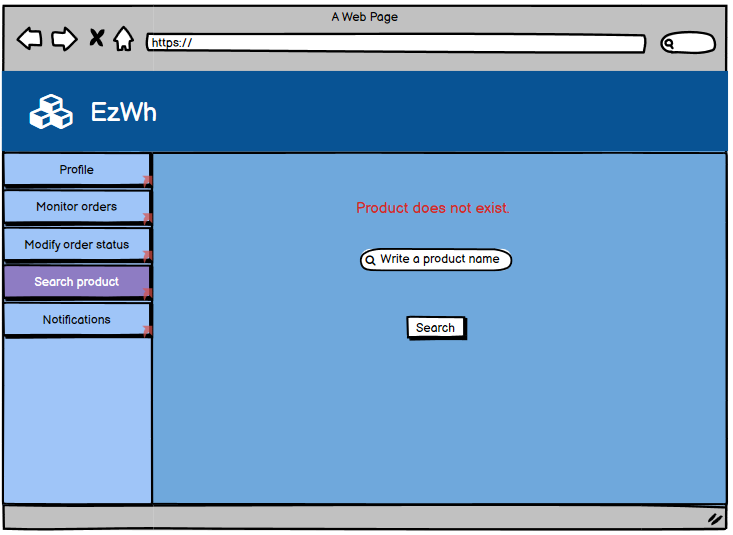 A Web Page
https://
EzWh
Profile
Monitor orders
Modify order status
Search product
Notifications
Product does not exist.
Write a product name
Search